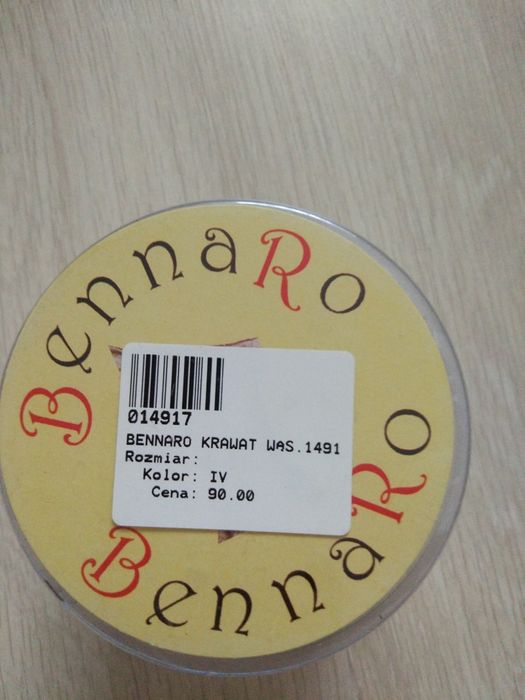 BennaRo
014917
BENNARO KRAWAT WAS.1491
Rozmiar:
Kolor: IV
Cena: 90.00
BennaRo